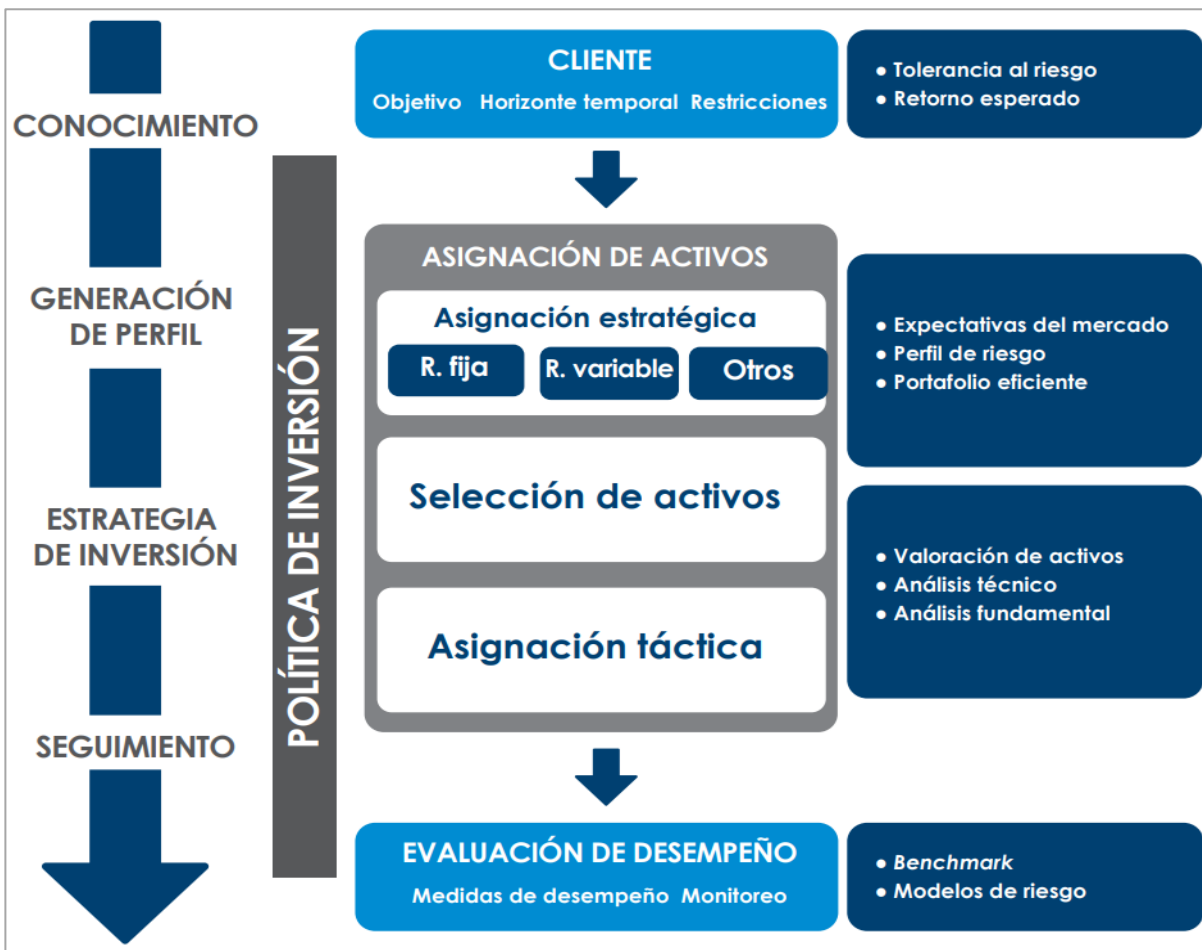 CONOCIMIENTO
GENERACIÓN
DE PERFIL
ESTRATEGIA
DE INVERSIÓN
SEGUIMIENTO
POLÍTICA DE INVERSIÓN
CLIENTE
Objetivo Horizonte temporal Restricciones
● Tolerancia al riesgo
● Retorno esperado
ASIGNACIÓN DE ACTIVOS
Asignación estratégica
R. fija R. variable Otros
● Expectativas del mercado
● Perfil de riesgo
● Portafolio eficiente
Selección de activos
Asignación táctica
● Valoración de activos
● Análisis técnico
● Análisis fundamental
EVALUACIÓN DE DESEMPEÑO
Medidas de desempeño Monitoreo
● Benchmark
● Modelos de riesgo